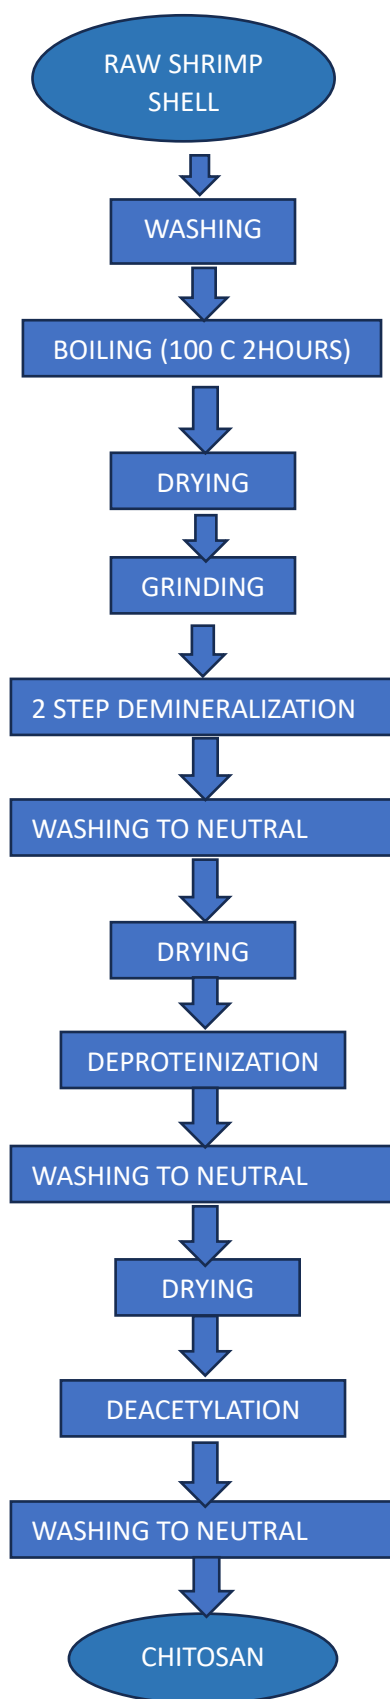 RAW SHRIMP
SHELL
WASHING
BOILING (100 C 2HOURS)
DRYING
GRINDING
2 STEP DEMINERALIZATION
WASHING TO NEUTRAL
DRYING
DEPROTEINIZATION
WASHING TO NEUTRAL
DRYING
DEACETYLATION
WASHING TO NEUTRAL
CHITOSAN